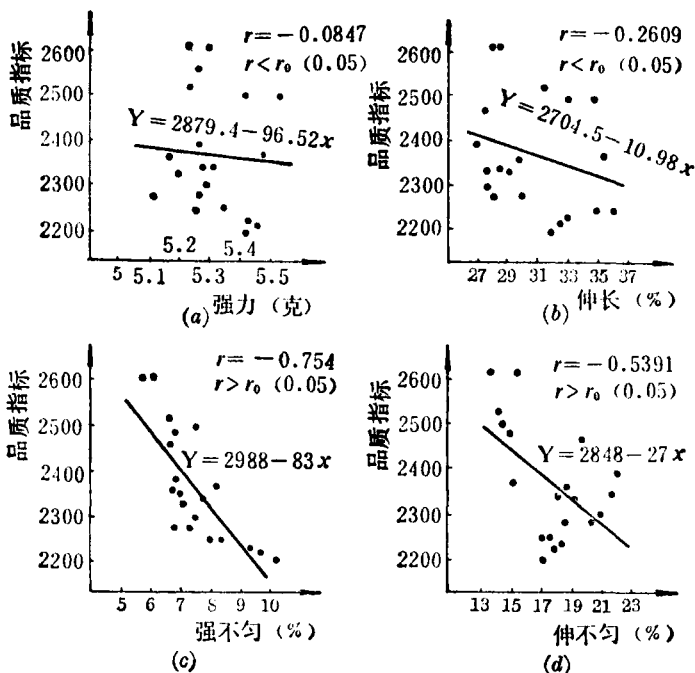 品质指标
2600
2500
2400
2300
2200
r=-0.0847
r<r₀ (0.05)
Y=2879.4-96.52x
5.2 5.4
5 5.1 5.3 5.5
(a) 强力 (克)
品质指标
2600
2500
2400
2300
2200
r=-0.2609
r<r₀ (0.05)
Y=2704.5-10.98x
27 29 31 33 35 37
(b) 伸长 (%)
品质指标
2600
2500
2400
2300
2200
r=-0.754
r>r₀ (0.05)
Y=2988-83x
5 6 7 8 9 10
强不匀 (%)
(c)
品质指标
2600
2500
2400
2300
2200
r=-0.5391
r>r₀ (0.05)
Y=2848-27x
13 15 17 19 21 23
伸不匀 (%)
(d)